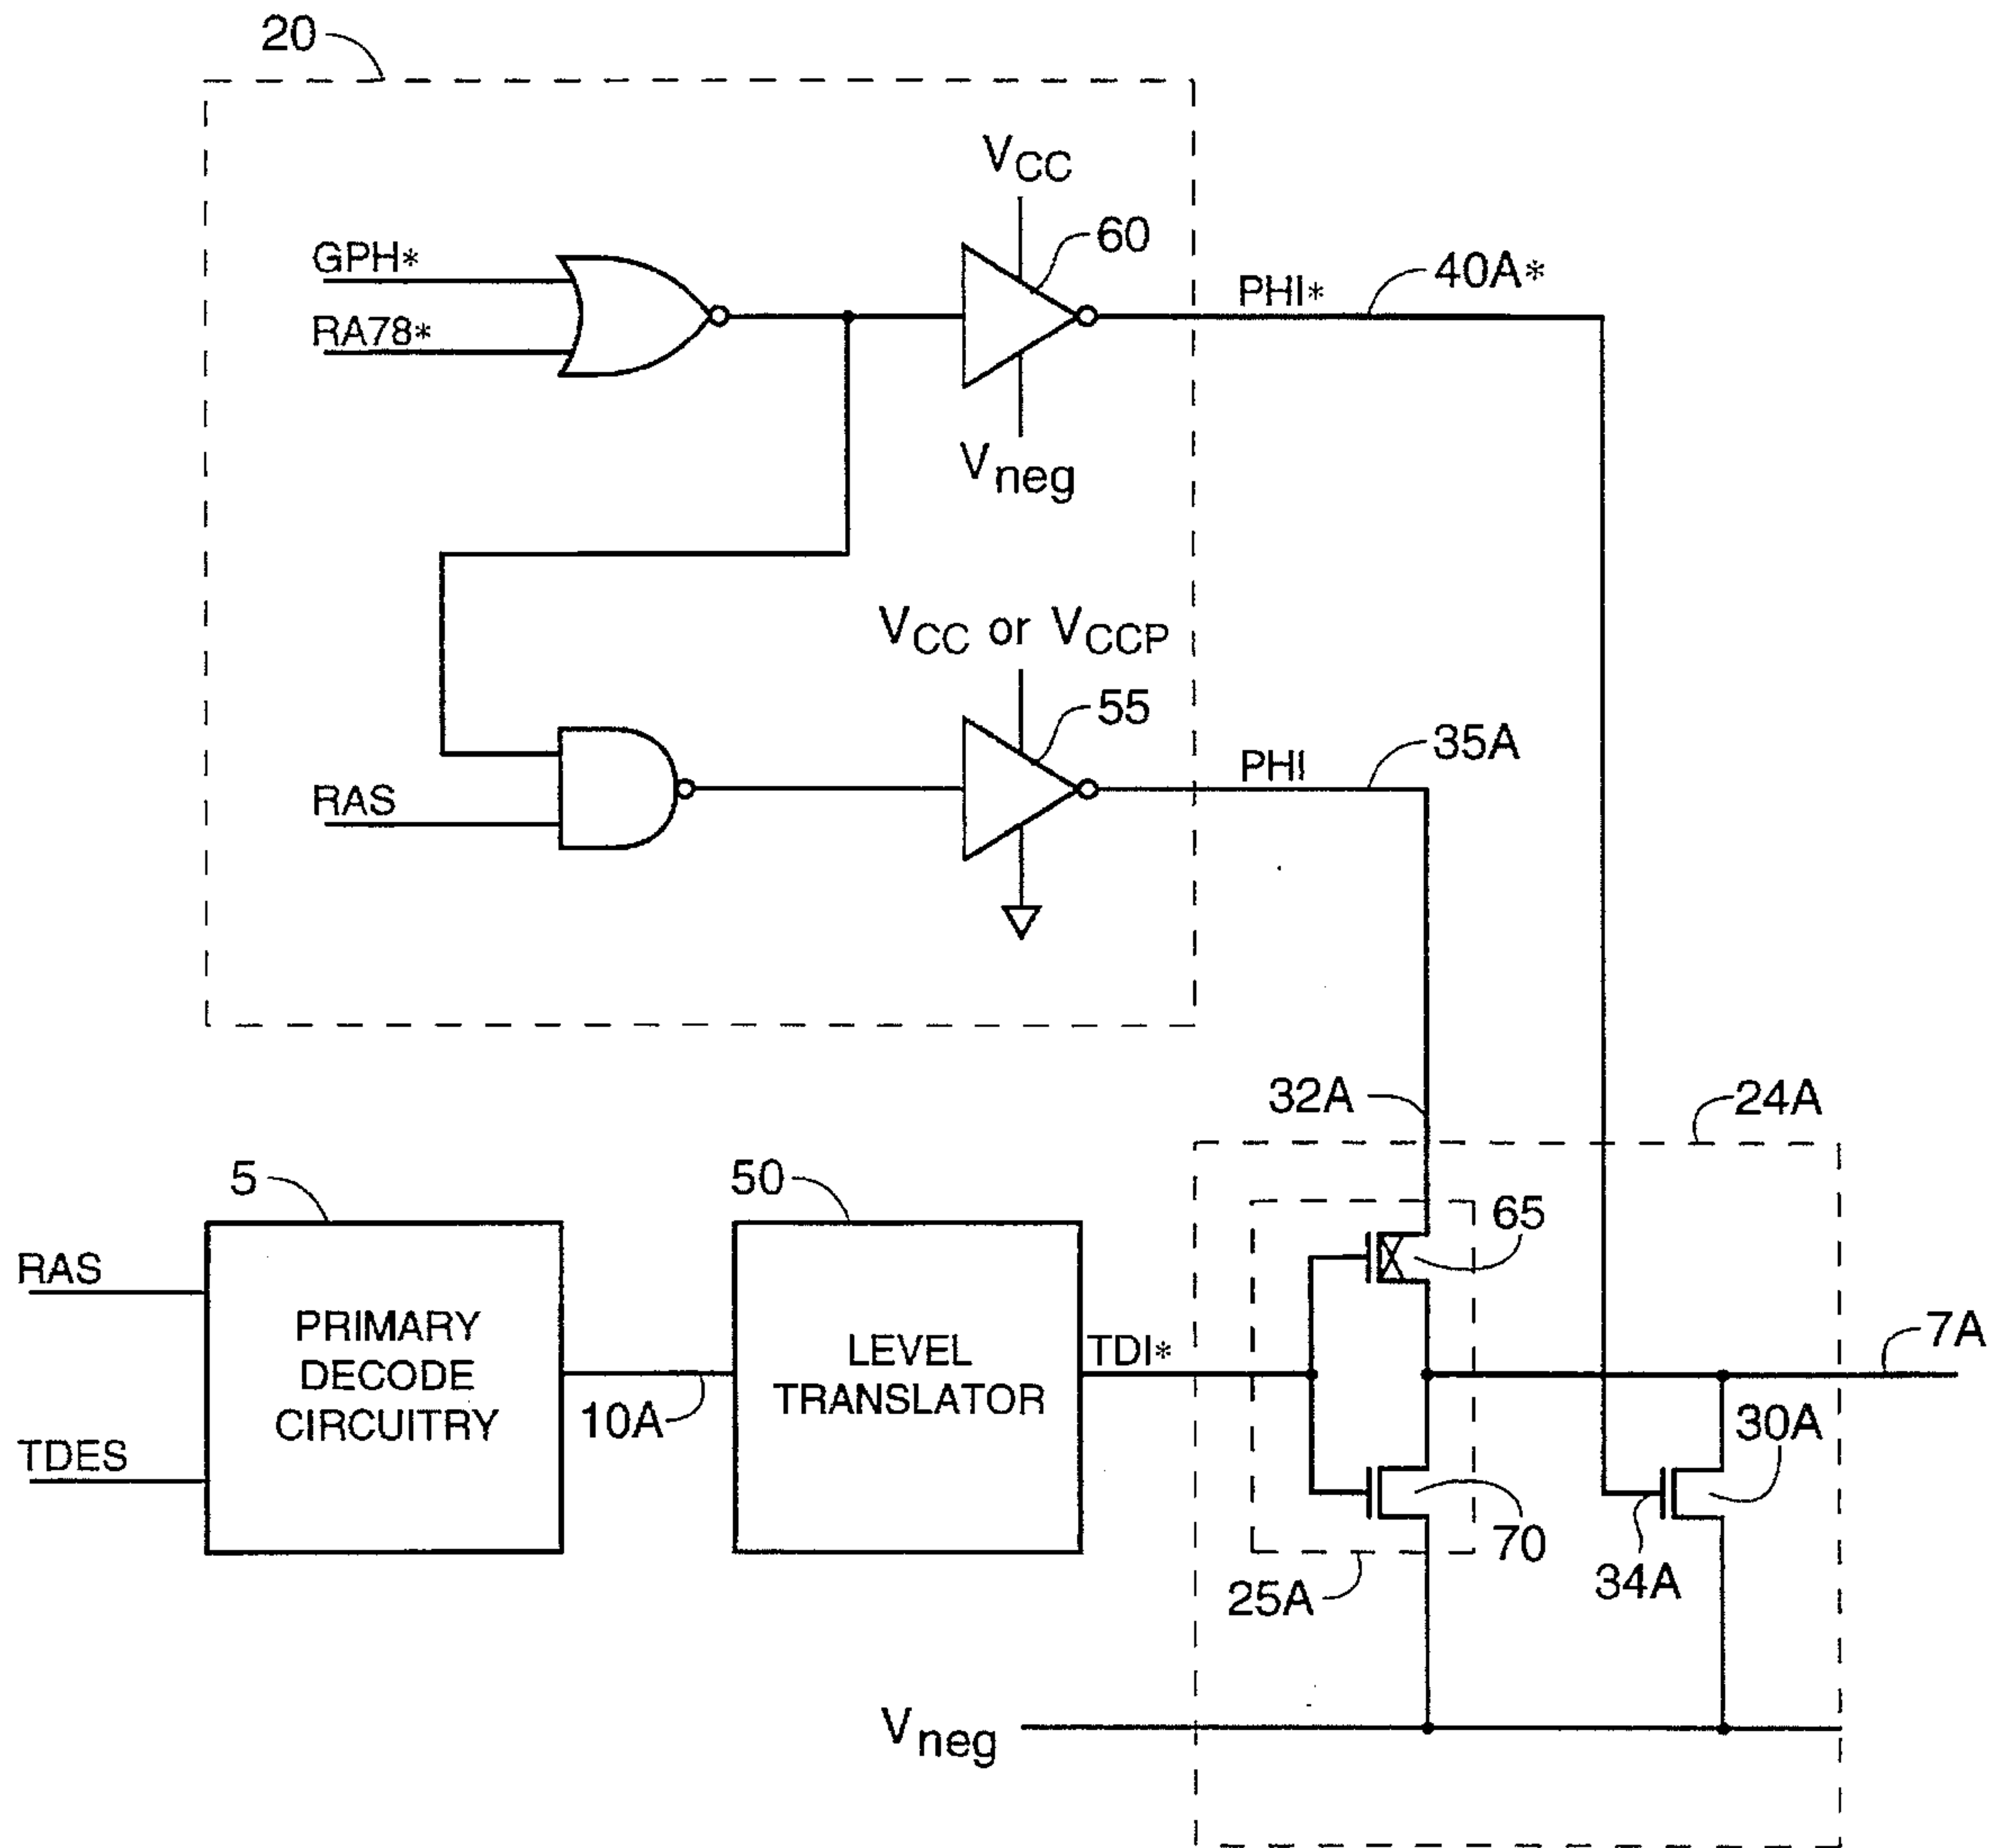 20
VCC
60
GPH*
RA78*
PHI*
40A*
Vneg
VCC or VCCP
55
PHI
35A
RAS
32A
24A
5
50
65
RAS
PRIMARY
DECODE
CIRCUITRY
LEVEL
TRANSLATOR
TDI*
7A
10A
30A
TDES
70
34A
25A
Vneg